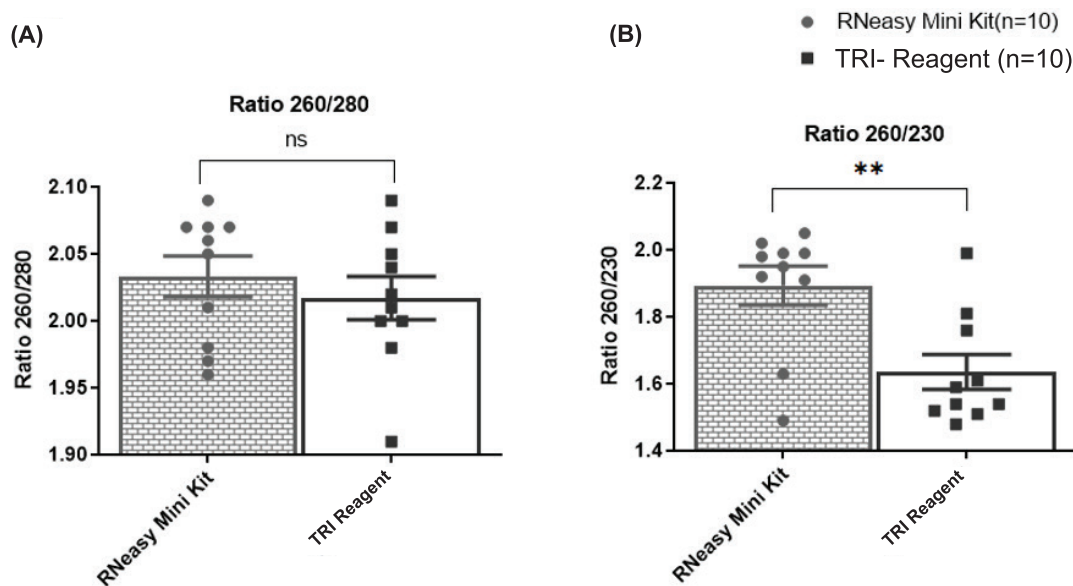 (A)
Ratio 260/280
ns
2.10
2.05
2.00
1.95
1.90
Ratio 260/280
RNeasy Mini Kit
TRI Reagent
(B)
RNeasy Mini Kit(n=10)
TRI- Reagent (n=10)
Ratio 260/230
**
2.2
2.0
1.8
1.6
1.4
Ratio 260/230
RNeasy Mini Kit
TRI Reagent